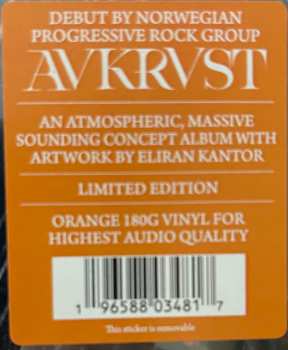 DEBUT BY NORWEGIAN
PROGRESSIVE ROCK GROUP
AVKRVST
AN ATMOSPHERIC, MASSIVE
SOUNDING CONCEPT ALBUM WITH
ARTWORK BY ELIRAN KANTOR
LIMITED EDITION
ORANGE 180G VINYL FOR
HIGHEST AUDIO QUALITY
1 96588 03481 7
This sticker is removable